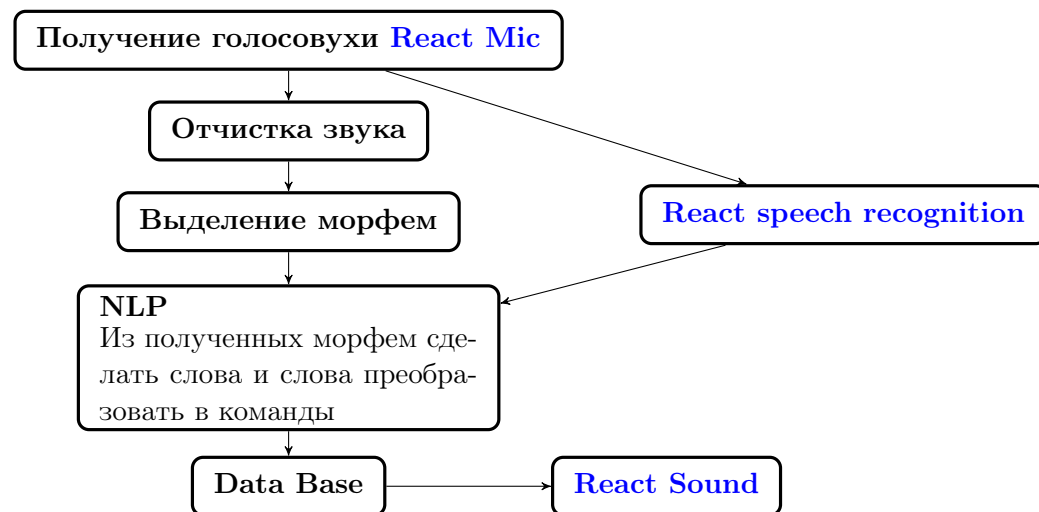 Получение голосовухи React Mic
Отчистка звука
Выделение морфем
React speech recognition
NLP
Из полученных морфем сде-
лать слова и слова преобра-
зовать в команды
Data Base
React Sound